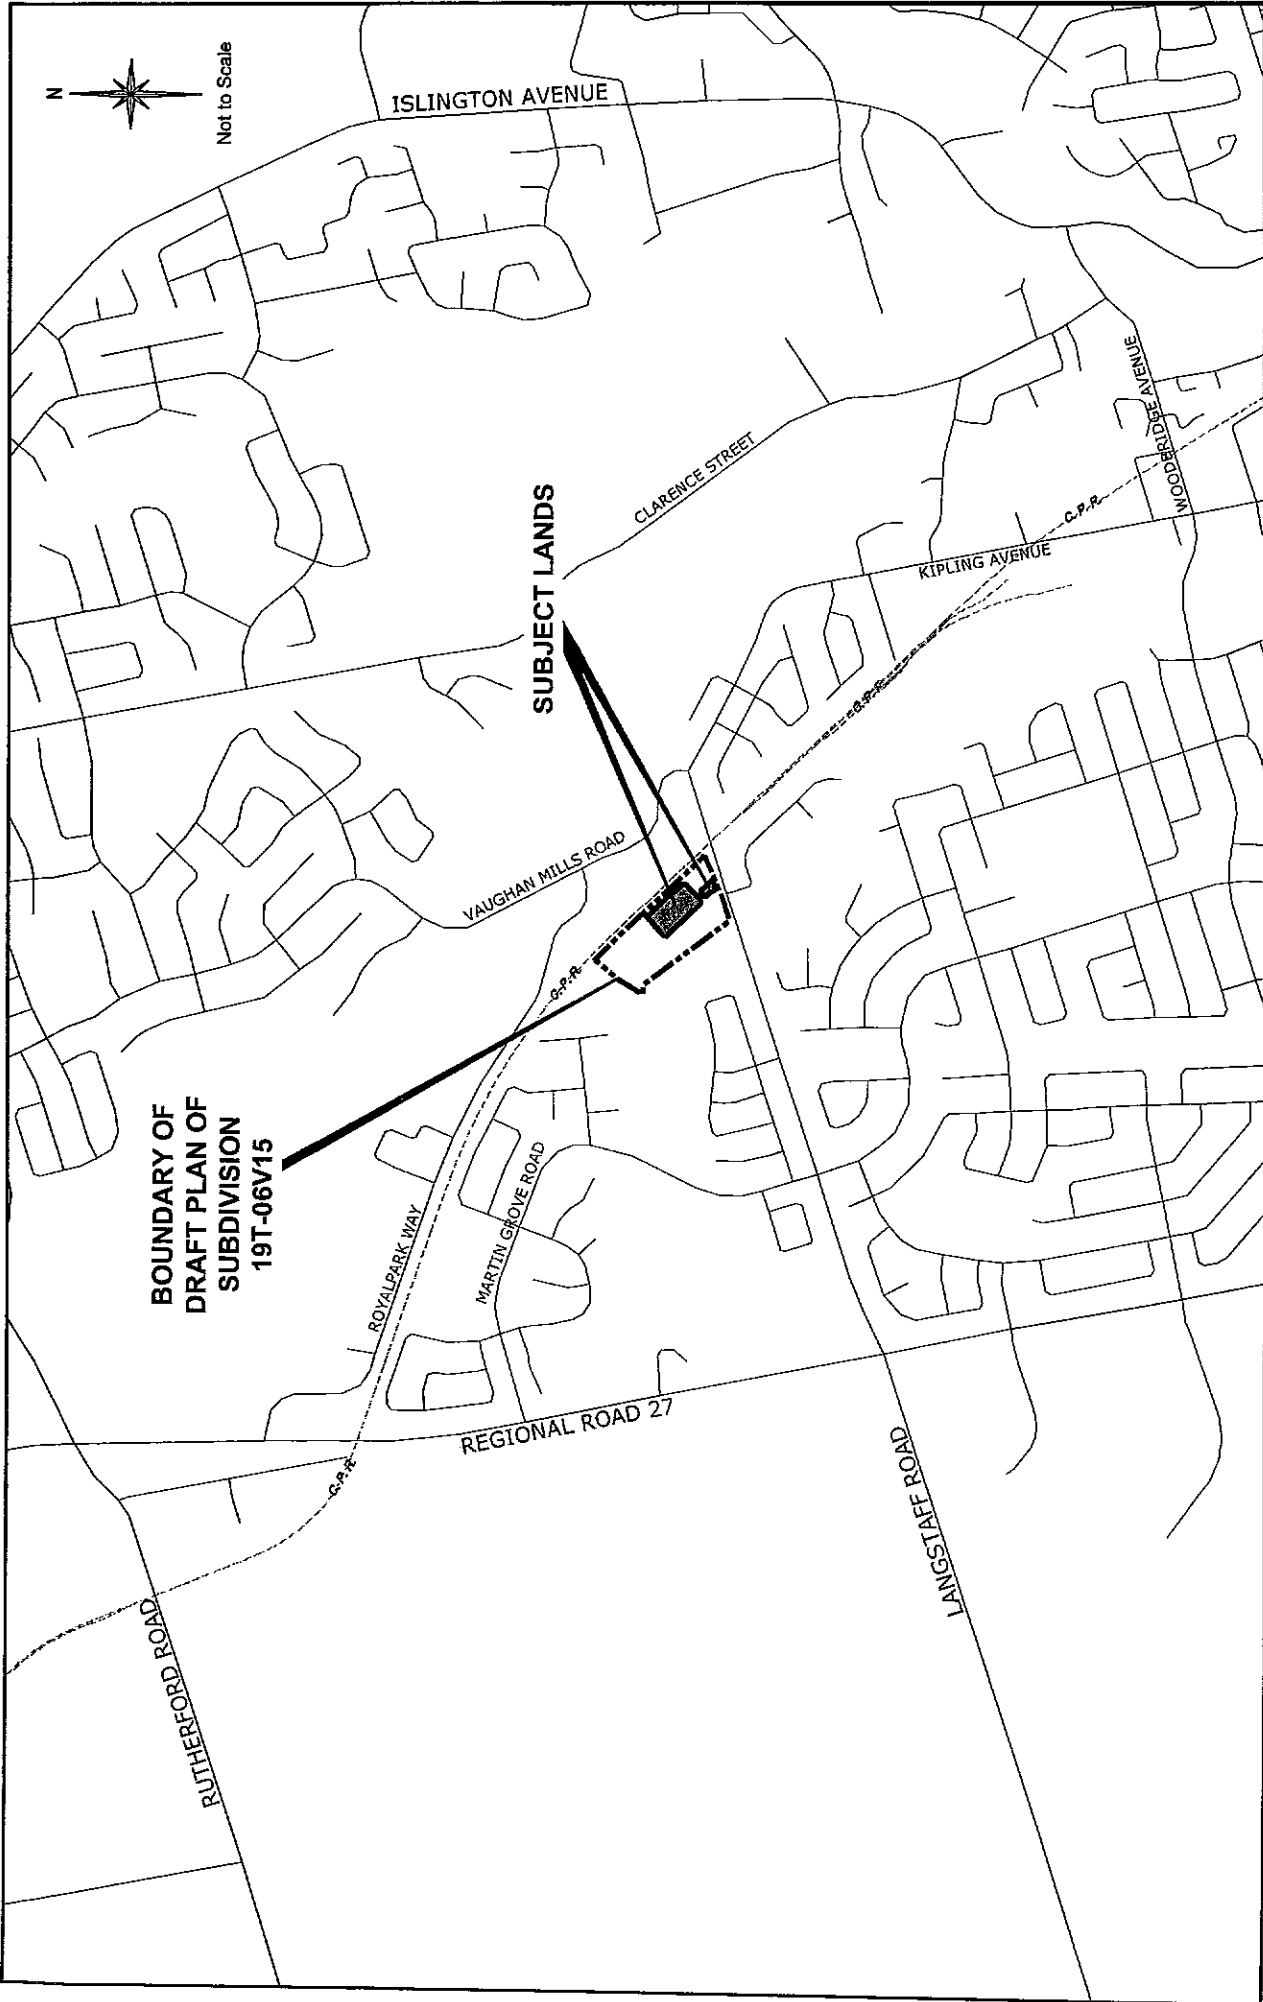 N
Not to Scale
ISLINGTON AVENUE
CLARENCE STREET
WOODBRIDGE AVENUE
C.P.R.
KIPLING AVENUE
SUBJECT LANDS
C.P.R.
VAUGHAN MILLS ROAD
C.P.R.
BOUNDARY OF
DRAFT PLAN OF
SUBDIVISION
19T-06V15
ROYALPARK WAY
MARTIN GROVE ROAD
REGIONAL ROAD 27
C.P.R.
RUTHERFORD ROAD
LANGSTAFF ROAD